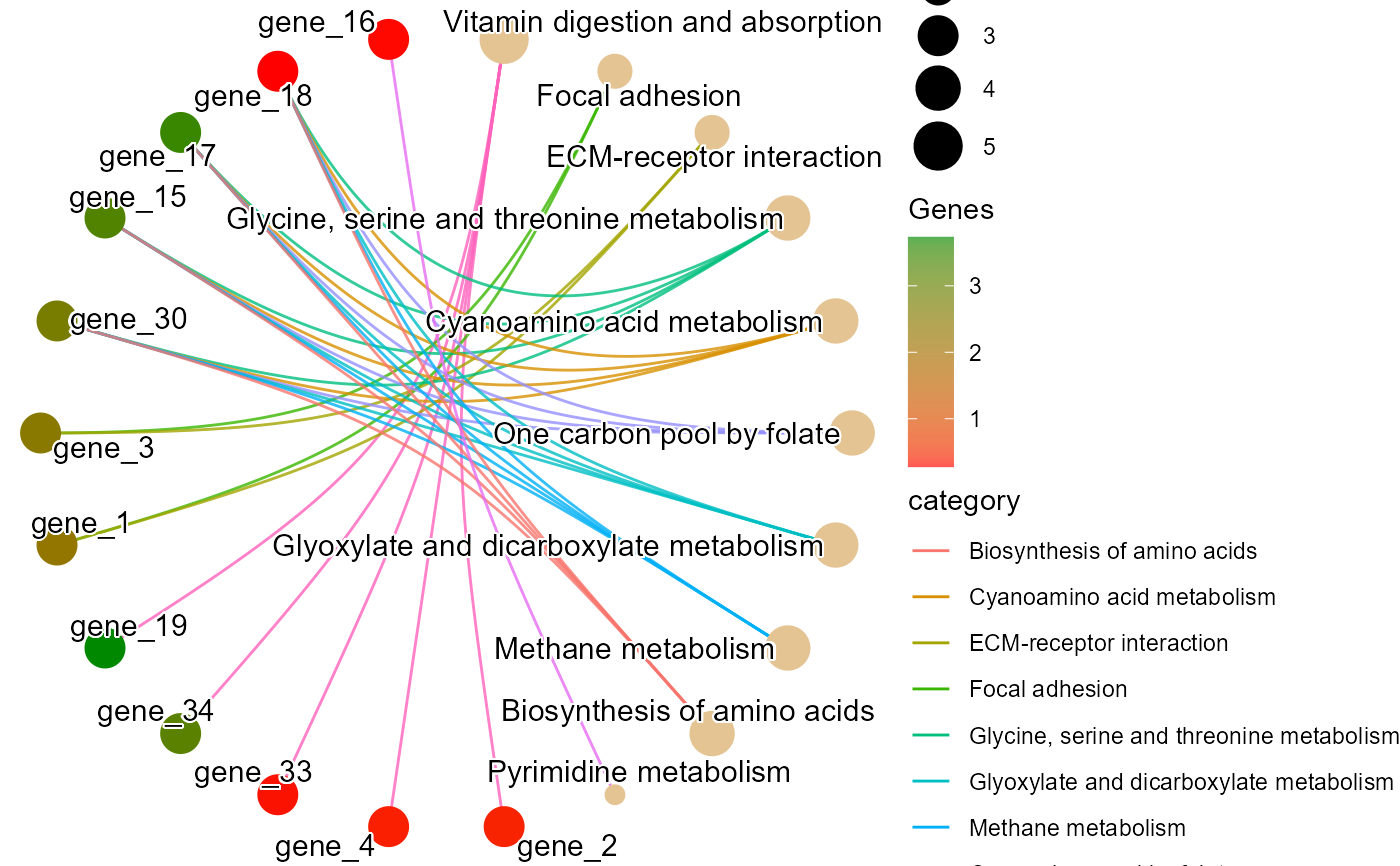 gene_16
Vitamin digestion and absorption
gene_18
Focal adhesion
gene_17
ECM-receptor interaction
gene_15
Glycine, serine and threonine metabolism
gene_30
Cyanoamino acid metabolism
gene_3
One carbon pool by folate
gene_1
Glyoxylate and dicarboxylate metabolism
gene_19
Methane metabolism
gene_34
Biosynthesis of amino acids
gene_33
Pyrimidine metabolism
gene_4
gene_2
3
4
5
Genes
3
2
1
category
Biosynthesis of amino acids
Cyanoamino acid metabolism
ECM-receptor interaction
Focal adhesion
Glycine, serine and threonine metabolism
Glyoxylate and dicarboxylate metabolism
Methane metabolism